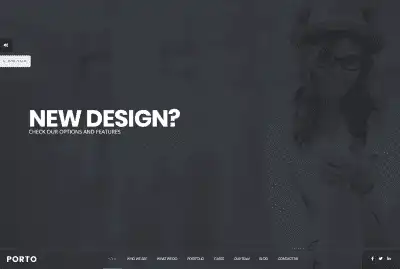 NEW DESIGN?
CHECK OUR OPTIONS AND FEATURES
PORTO
HOME WHO WE ARE WHAT WE DO PORTFOLIO CLIENTS OUR TEAM BLOG CONTACT US